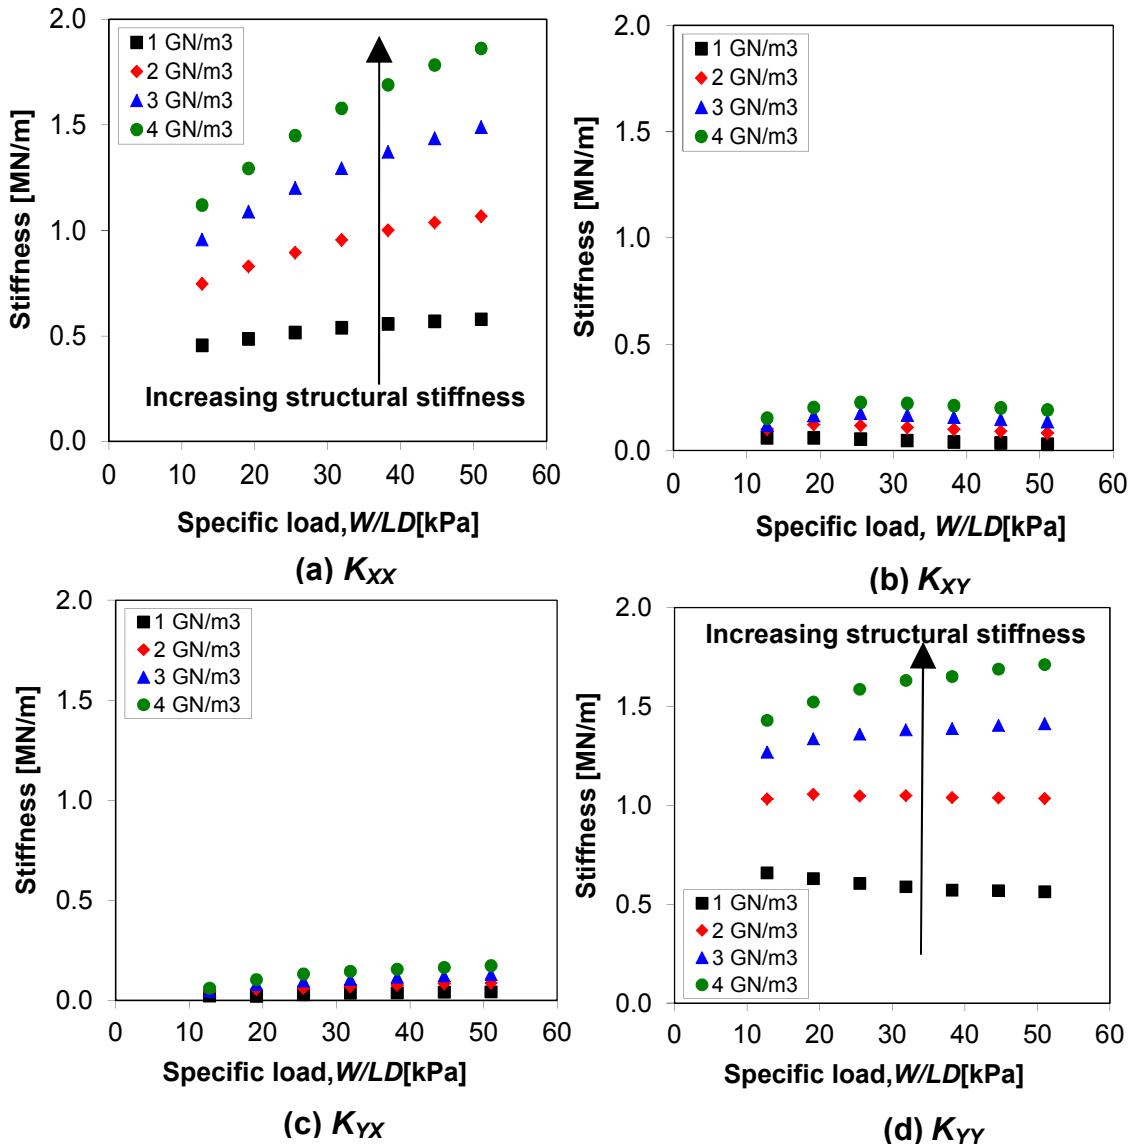 2.0
1.5
1.0
0.5
0.0
Stiffness [MN/m]
1 GN/m3
2 GN/m3
3 GN/m3
4 GN/m3
Increasing structural stiffness
0 10 20 30 40 50 60
Specific load,W/LD[kPa]
(a) KXX
2.0
1.5
1.0
0.5
0.0
Stiffness [MN/m]
1 GN/m3
2 GN/m3
3 GN/m3
4 GN/m3
0 10 20 30 40 50 60
Specific load, W/LD[kPa]
(b) KXY
2.0
1.5
1.0
0.5
0.0
Stiffness [MN/m]
1 GN/m3
2 GN/m3
3 GN/m3
4 GN/m3
0 10 20 30 40 50 60
Specific load,W/LD[kPa]
(c) KYX
2.0
1.5
1.0
0.5
0.0
Stiffness [MN/m]
Increasing structural stiffness
1 GN/m3
2 GN/m3
3 GN/m3
4 GN/m3
0 10 20 30 40 50 60
Specific load,W/LD[kPa]
(d) KYY